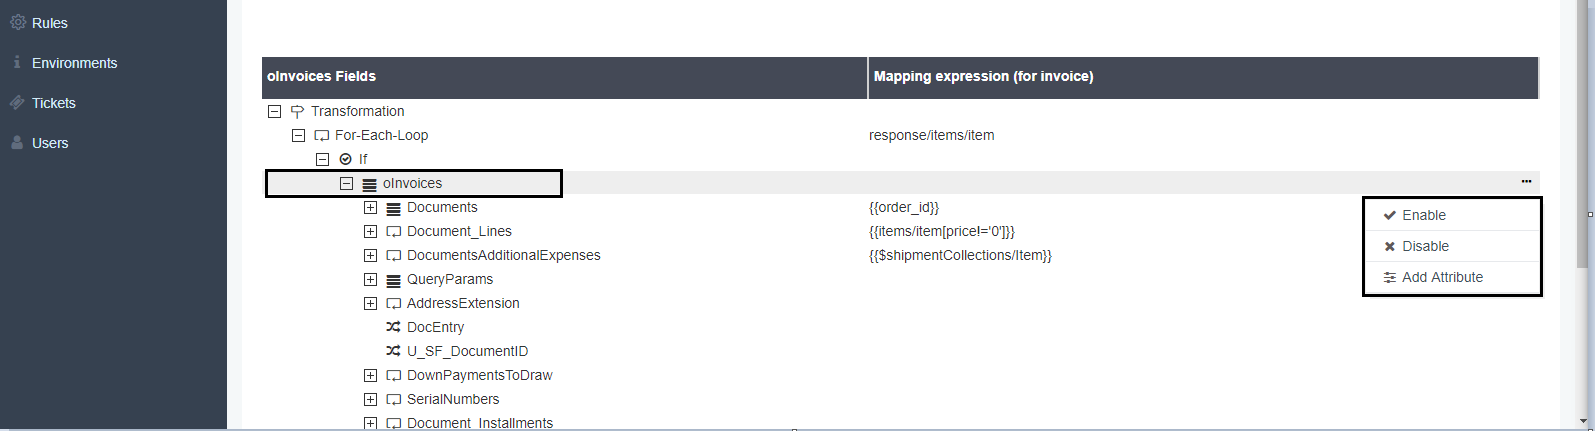 Rules
Environments
Tickets
Users
oInvoices Fields Mapping expression (for invoice)
Transformation
For-Each-Loop response/items/item
If
oInvoices
Documents {{order_id}}
Document_Lines {{items/item[price!='0']}}
DocumentsAdditionalExpenses {{$shipmentCollections/Item}}
QueryParams
AddressExtension
DocEntry
U_SF_DocumentID
DownPaymentsToDraw
SerialNumbers
Document_Installments
Enable
Disable
Add Attribute